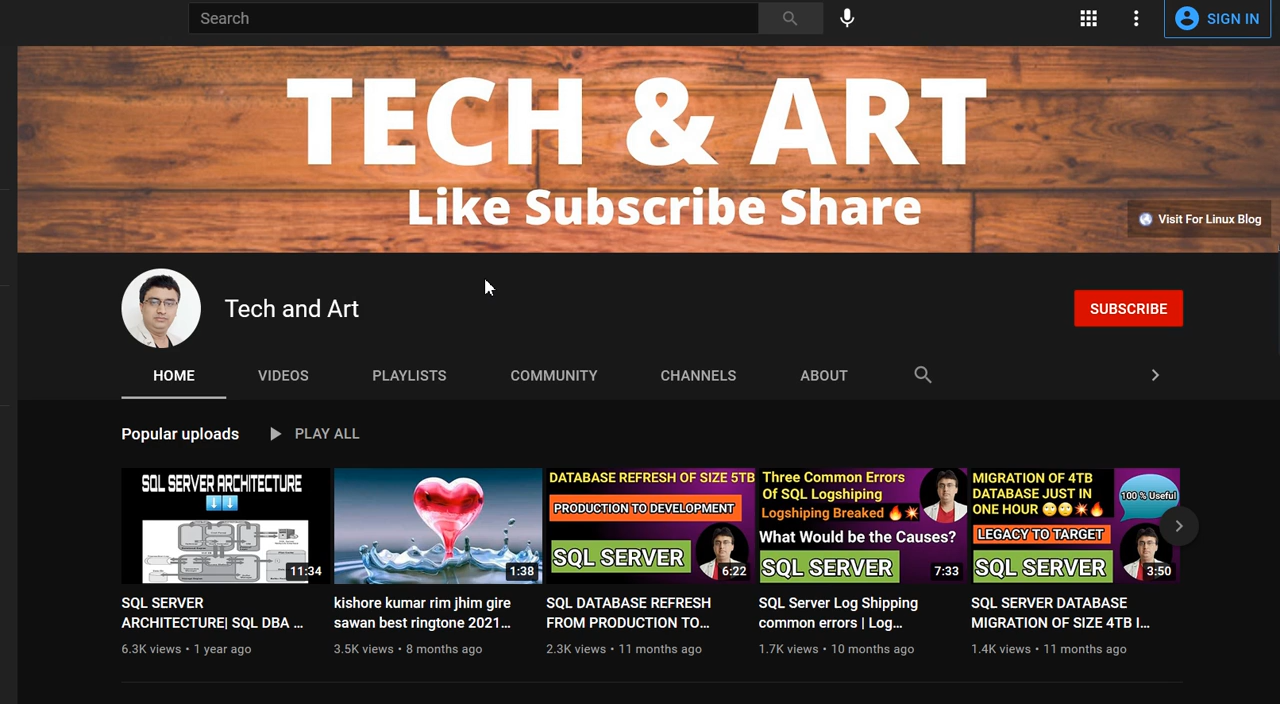 Search
SIGN IN
TECH & ART
Like Subscribe Share
Visit For Linux Blog
Tech and Art
SUBSCRIBE
HOME VIDEOS PLAYLISTS COMMUNITY CHANNELS ABOUT
Popular uploads PLAY ALL
SQL SERVER ARCHITECTURE
11:34
SQL SERVER
ARCHITECTURE| SQL DBA ...
6.3K views • 1 year ago
1:38
kishore kumar rim jhim gire
sawan best ringtone 2021...
3.5K views • 8 months ago
DATABASE REFRESH OF SIZE 5TB
PRODUCTION TO DEVELOPMENT
SQL SERVER
6:22
SQL DATABASE REFRESH
FROM PRODUCTION TO...
2.3K views • 11 months ago
Three Common Errors
Of SQL Logshiping
Logshiping Breaked 🔥💥
What Would be the Causes?
SQL SERVER
7:33
SQL Server Log Shipping
common errors | Log...
1.7K views • 10 months ago
MIGRATION OF 4TB
DATABASE JUST IN
ONE HOUR 🙄🙄💥🔥
100 % Useful
LEGACY TO TARGET
SQL SERVER
3:50
SQL SERVER DATABASE
MIGRATION OF SIZE 4TB I...
1.4K views • 11 months ago